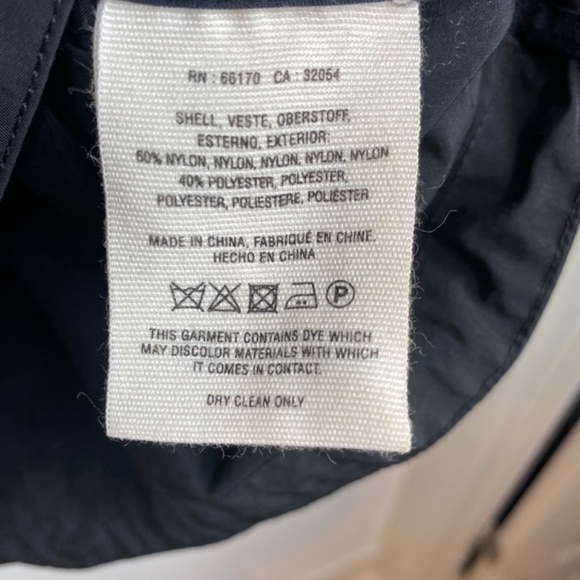 RN : 66170 CA : 32054
SHELL, VESTE, OBERSTOFF,
ESTERNO, EXTERIOR:
60% NYLON, NYLON, NYLON, NYLON, NYLON
40% POLYESTER, POLYESTER,
POLYESTER, POLIESTERE, POLIÉSTER
MADE IN CHINA, FABRIQUÉ EN CHINE.
HECHO EN CHINA
P
THIS GARMENT CONTAINS DYE WHICH
MAY DISCOLOR MATERIALS WITH WHICH
IT COMES IN CONTACT.
DRY CLEAN ONLY